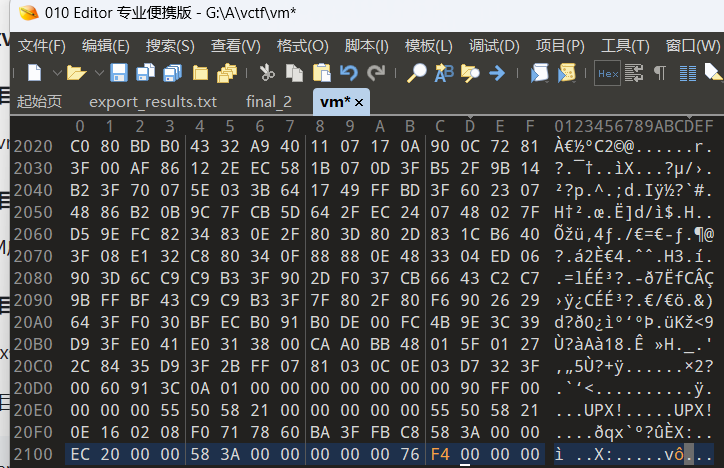 010 Editor 专业便携版 - G:\A\vctf\vm*
文件(F) 编辑(E) 搜索(S) 查看(V) 格式(O) 脚本(I) 模板(L) 调试(D) 项目(P) 工具(T) 窗口(W)
Hex
起始页 export_results.txt final_2 vm*
0 1 2 3 4 5 6 7 8 9 A B C D E F 0123456789ABCDEF
2020 C0 80 BD B0 43 32 A9 40 11 07 17 0A 90 0C 72 81 À€½°C2©@......r.
2030 3F 00 AF 86 12 2E EC 58 1B 07 0D 3F B5 2F 9B 14 ?.¯†..ìX...?µ/›.
2040 B2 3F 70 07 5E 03 3B 64 17 49 FF BD 3F 60 23 07 ²?p.^.;d.Iÿ½?`#.
2050 48 86 B2 0B 9C 7F CB 5D 64 2F EC 24 07 48 02 7F H†².œ.Ë]d/ì$.H..
2060 D5 9E FC 82 34 83 0E 2F 80 3D 80 2D 83 1C B6 40 Õžü‚4ƒ./€=€-ƒ.¶@
2070 3F 08 E1 32 C8 80 34 0F 88 88 0E 48 33 04 ED 06 ?.á2È€4.ˆˆ.H3.í.
2080 90 3D 6C C9 C9 B3 3F 90 2D F0 37 CB 66 43 C2 C7 .=lÉÉ³?.-ð7ËfCÂÇ
2090 9B FF BF 43 C9 C9 B3 3F 7F 80 2F 80 F6 90 26 29 ›ÿ¿CÉÉ³?.€/€ö.&)
20A0 64 3F F0 30 BF EC B0 91 B0 DE 00 FC 4B 9E 3C 39 d?ð0¿ì°‘°Þ.üKž<9
20B0 D9 3F E0 41 E0 31 38 00 CA A0 BB 48 01 5F 01 27 Ù?àAà18.Ê »H._.'
20C0 2C 84 35 D9 3F 2B FF 07 81 03 0C 0E 03 D7 32 3F ,„5Ù?+ÿ......×2?
20D0 00 60 91 3C 0A 01 00 00 00 00 00 00 00 90 FF 00 .`‘<..........ÿ.
20E0 00 00 00 00 55 50 58 21 00 00 00 00 55 50 58 21 ....UPX!....UPX!
20F0 0E 16 02 08 F0 71 78 60 BA 3F FB C8 58 3A 00 00 ....ðqx`º?ûÈX:..
2100 EC 20 00 00 58 3A 00 00 00 00 00 76 F4 00 00 00 ì ..X:.....vô...